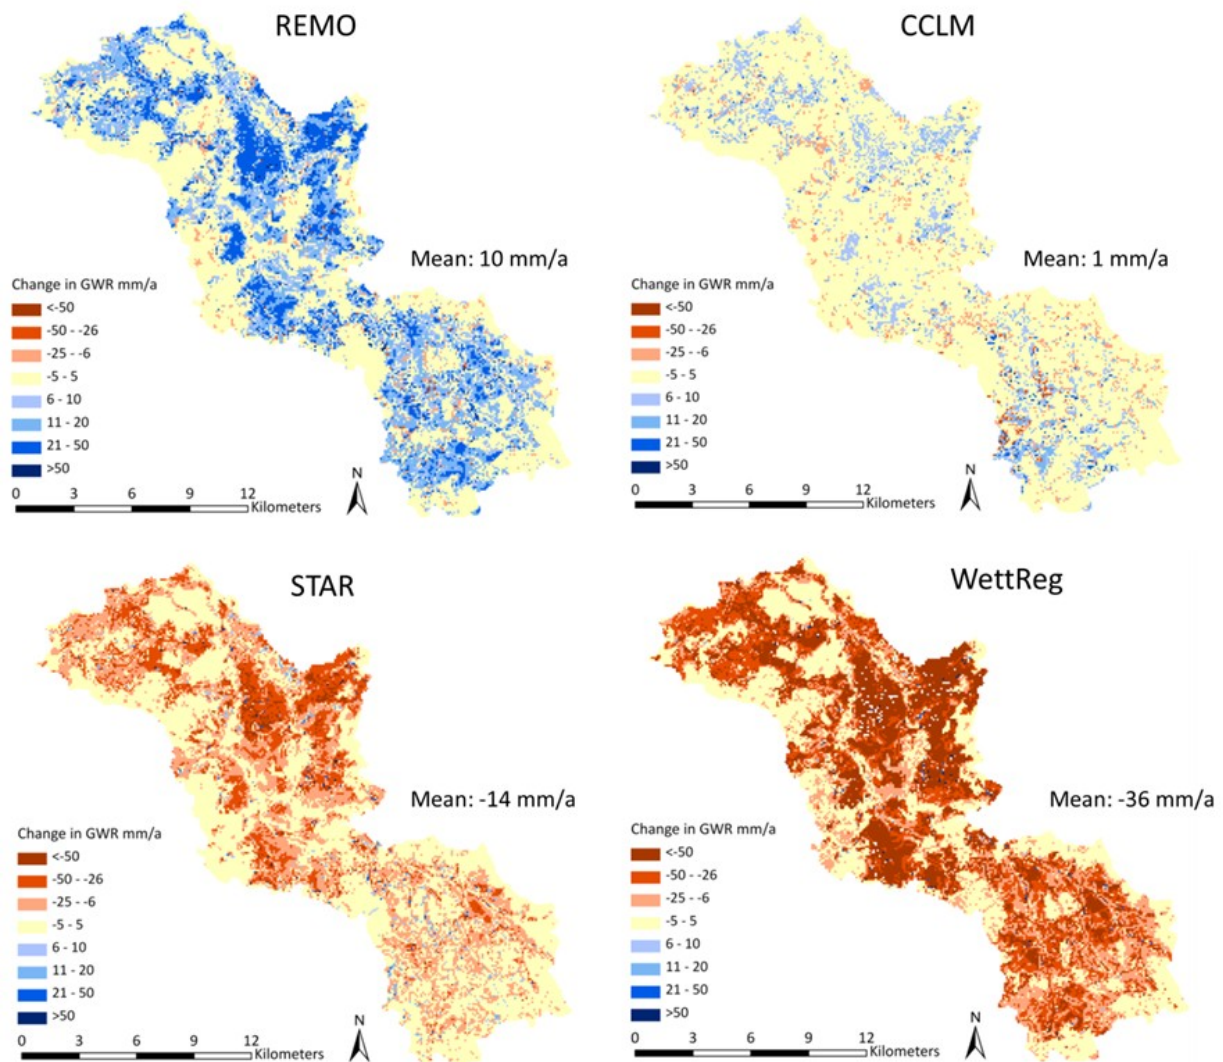 REMO
Mean: 10 mm/a
Change in GWR mm/a
<-50
-50 - -26
-25 - -6
-5 - 5
6 - 10
11 - 20
21 - 50
>50
N
0 3 6 9 12
Kilometers
CCLM
Mean: 1 mm/a
Change in GWR mm/a
<-50
-50 - -26
-25 - -6
-5 - 5
6 - 10
11 - 20
21 - 50
>50
N
0 3 6 9 12
Kilometers
STAR
Mean: -14 mm/a
Change in GWR mm/a
<-50
-50 - -26
-25 - -6
-5 - 5
6 - 10
11 - 20
21 - 50
>50
N
0 3 6 9 12
Kilometers
WettReg
Mean: -36 mm/a
Change in GWR mm/a
<-50
-50 - -26
-25 - -6
-5 - 5
6 - 10
11 - 20
21 - 50
>50
N
0 3 6 9 12
Kilometers